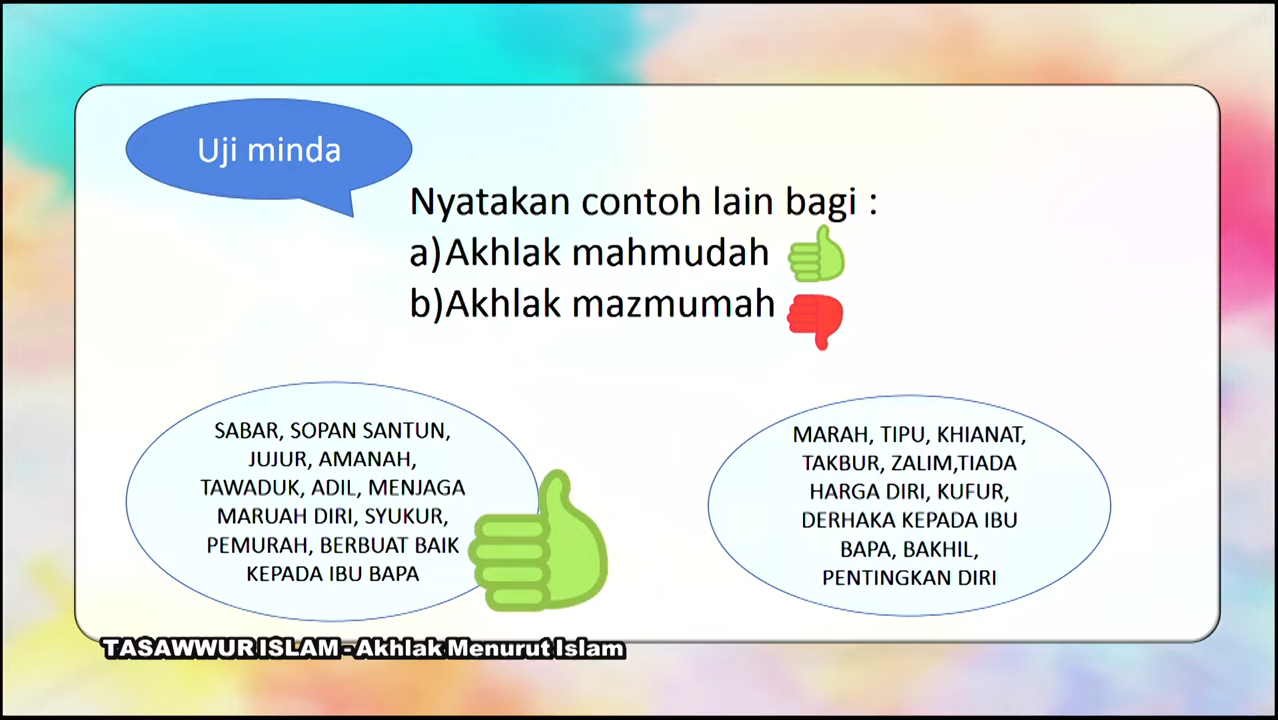 Uji minda
Nyatakan contoh lain bagi :
a)Akhlak mahmudah
b)Akhlak mazmumah
SABAR, SOPAN SANTUN,
JUJUR, AMANAH,
TAWADUK, ADIL, MENJAGA
MARUAH DIRI, SYUKUR,
PEMURAH, BERBUAT BAIK
KEPADA IBU BAPA
MARAH, TIPU, KHIANAT,
TAKBUR, ZALIM,TIADA
HARGA DIRI, KUFUR,
DERHAKA KEPADA IBU
BAPA, BAKHIL,
PENTINGKAN DIRI
TASAWWUR ISLAM - Akhlak Menurut Islam